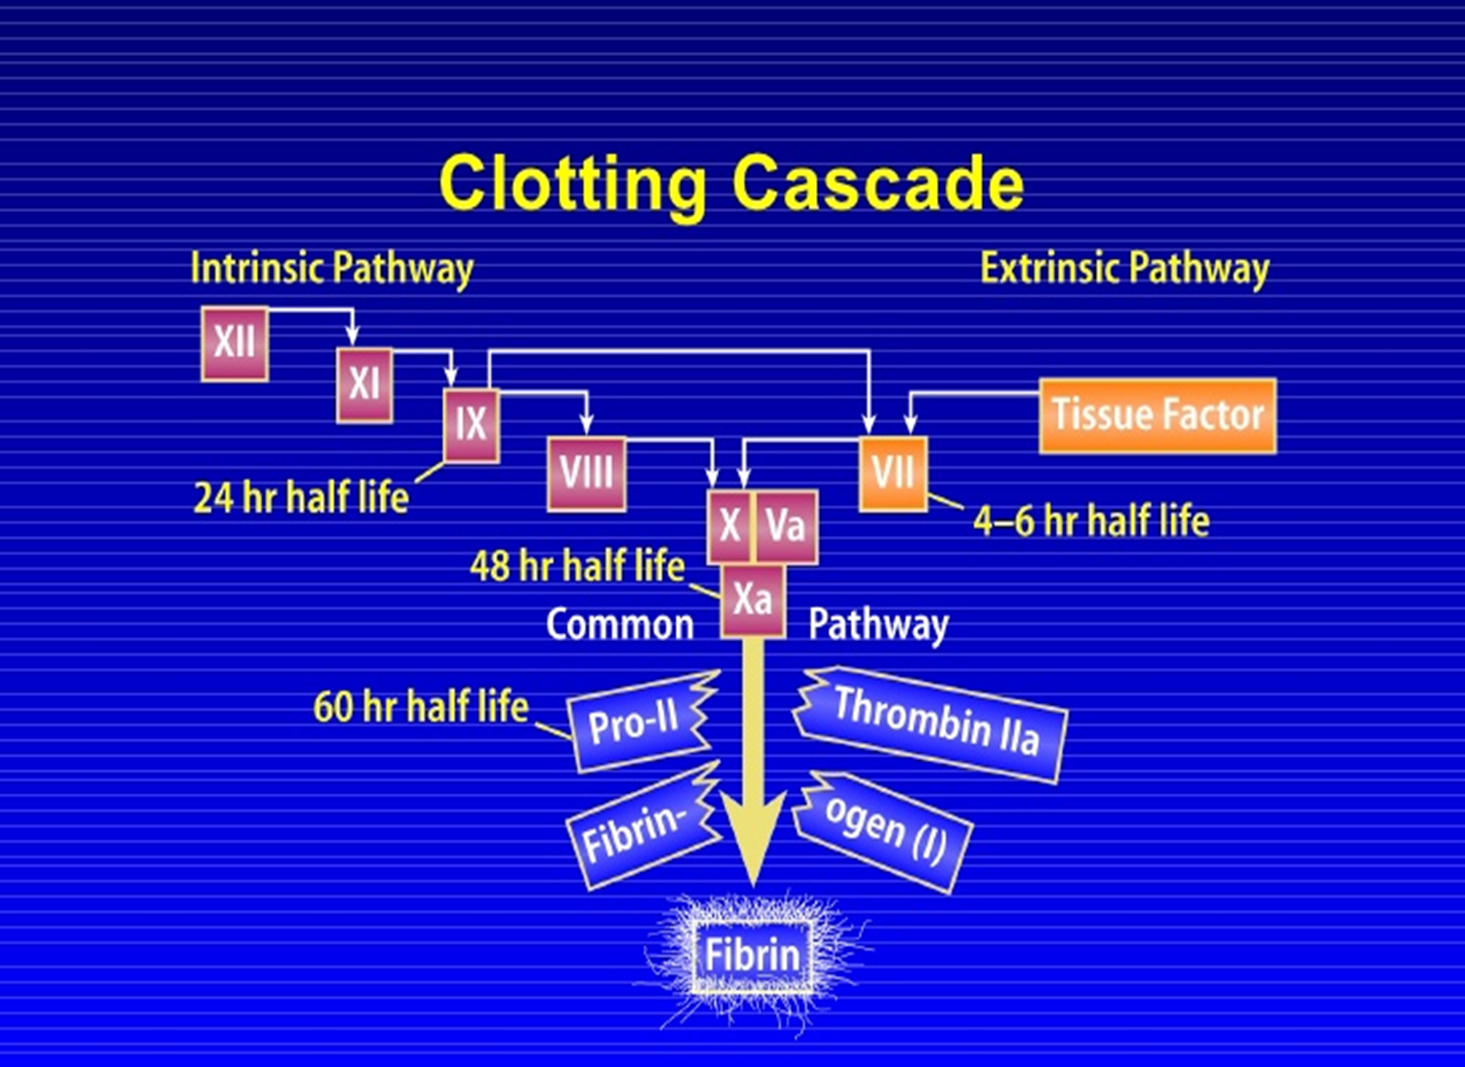 Clotting Cascade
Intrinsic Pathway
Extrinsic Pathway
XII
XI
IX
Tissue Factor
VIII
VII
24 hr half life
X
Va
4–6 hr half life
48 hr half life
Xa
Common
Pathway
60 hr half life
Pro-II
Thrombin IIa
Fibrin-
ogen (I)
Fibrin